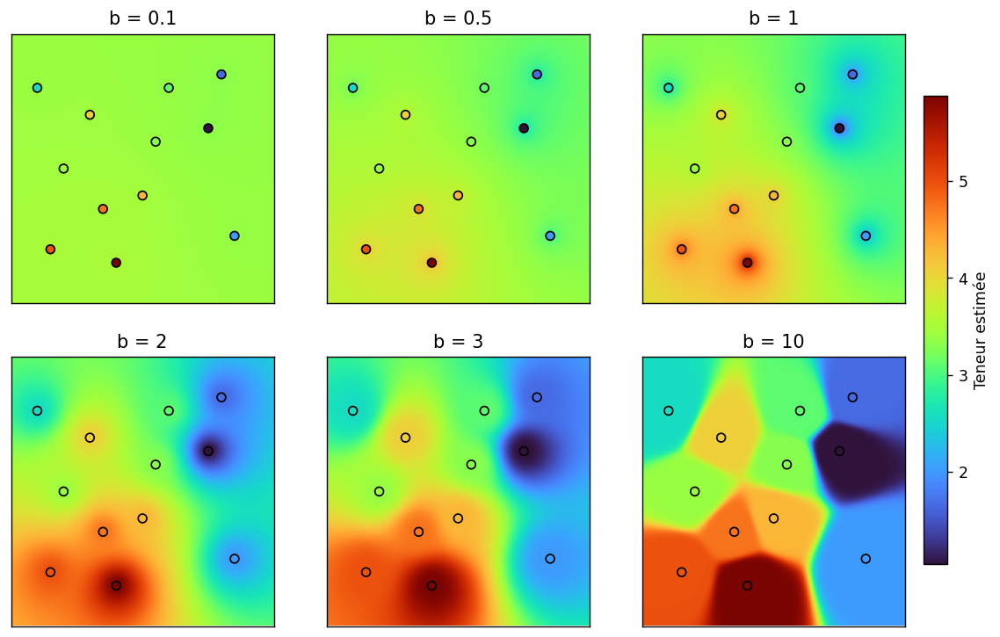 b = 0.1
b = 0.5
b = 1
b = 2
b = 3
b = 10
5
4
3
2
Teneur estimée